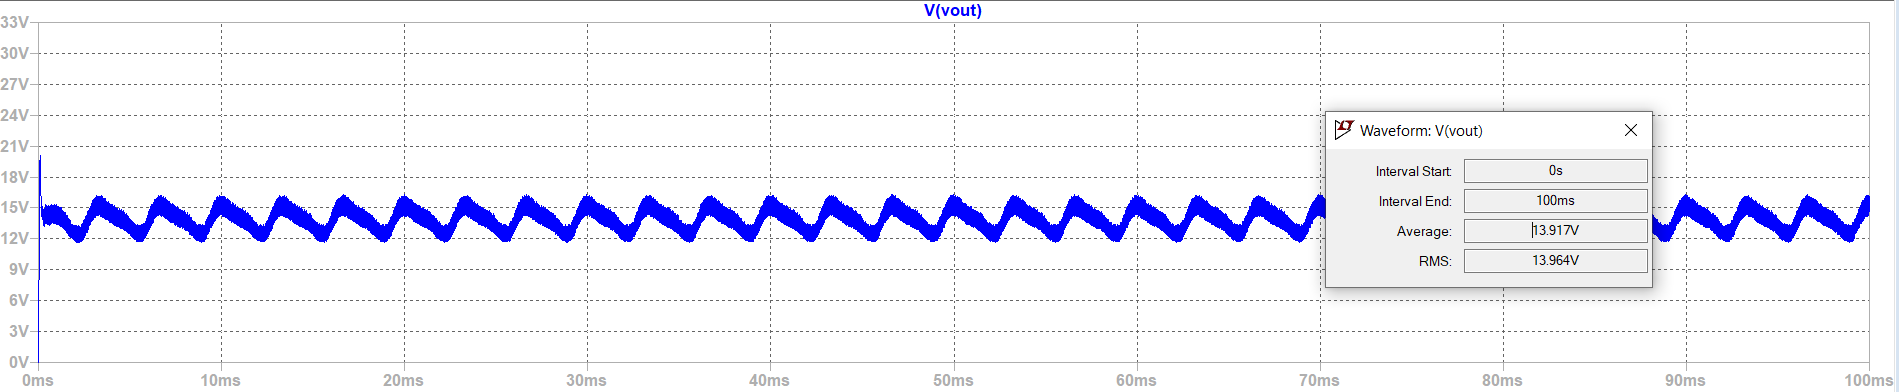 V(vout)
33V
30V
27V
24V
21V
18V
15V
12V
9V
6V
3V
0V
0ms 10ms 20ms 30ms 40ms 50ms 60ms 70ms 80ms 90ms 100ms
LT Waveform: V(vout)
Interval Start: 0s
Interval End: 100ms
Average: 13.917V
RMS: 13.964V